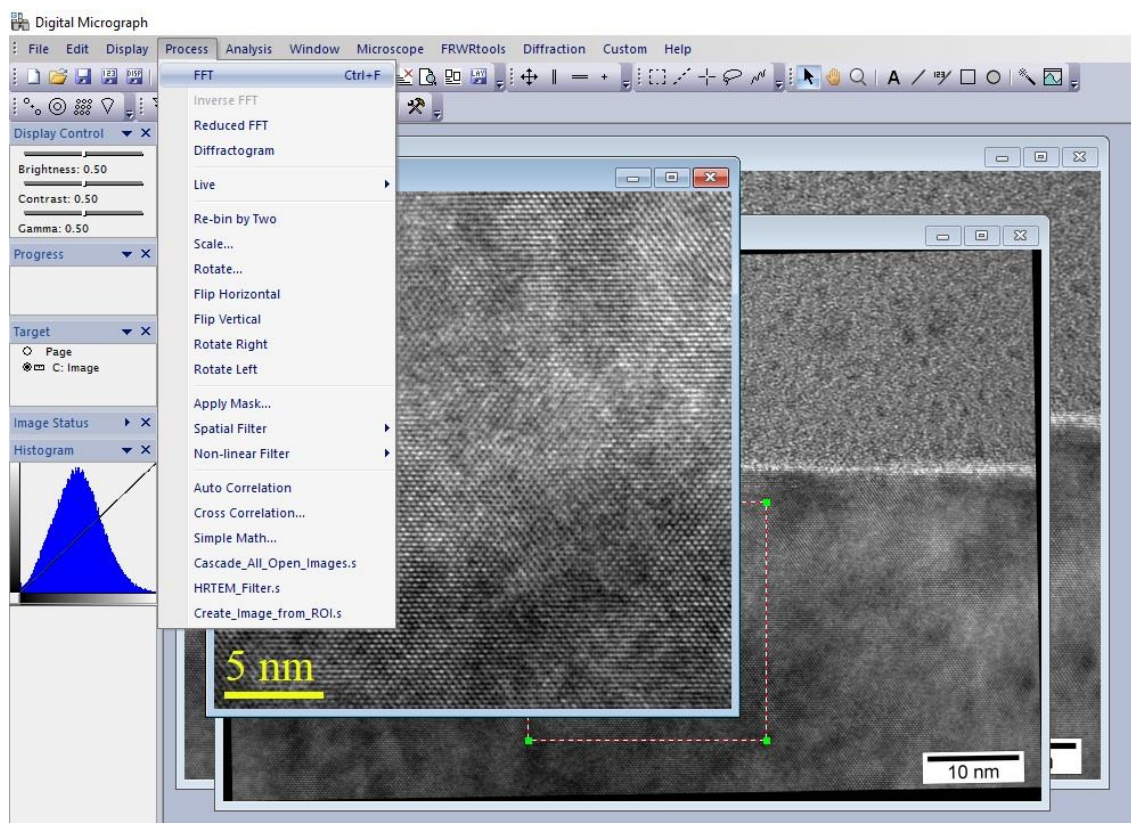 Digital Micrograph
File Edit Display Process Analysis Window Microscope FRWRtools Diffraction Custom Help
FFT Ctrl+F
Inverse FFT
Reduced FFT
Diffractogram
Live
Re-bin by Two
Scale...
Rotate...
Flip Horizontal
Flip Vertical
Rotate Right
Rotate Left
Apply Mask...
Spatial Filter
Non-linear Filter
Auto Correlation
Cross Correlation...
Simple Math...
Cascade_All_Open_Images.s
HRTEM_Filter.s
Create_Image_from_ROI.s
Display Control
Brightness: 0.50
Contrast: 0.50
Gamma: 0.50
Progress
Target
Page
C: Image
Image Status
Histogram
5 nm
10 nm